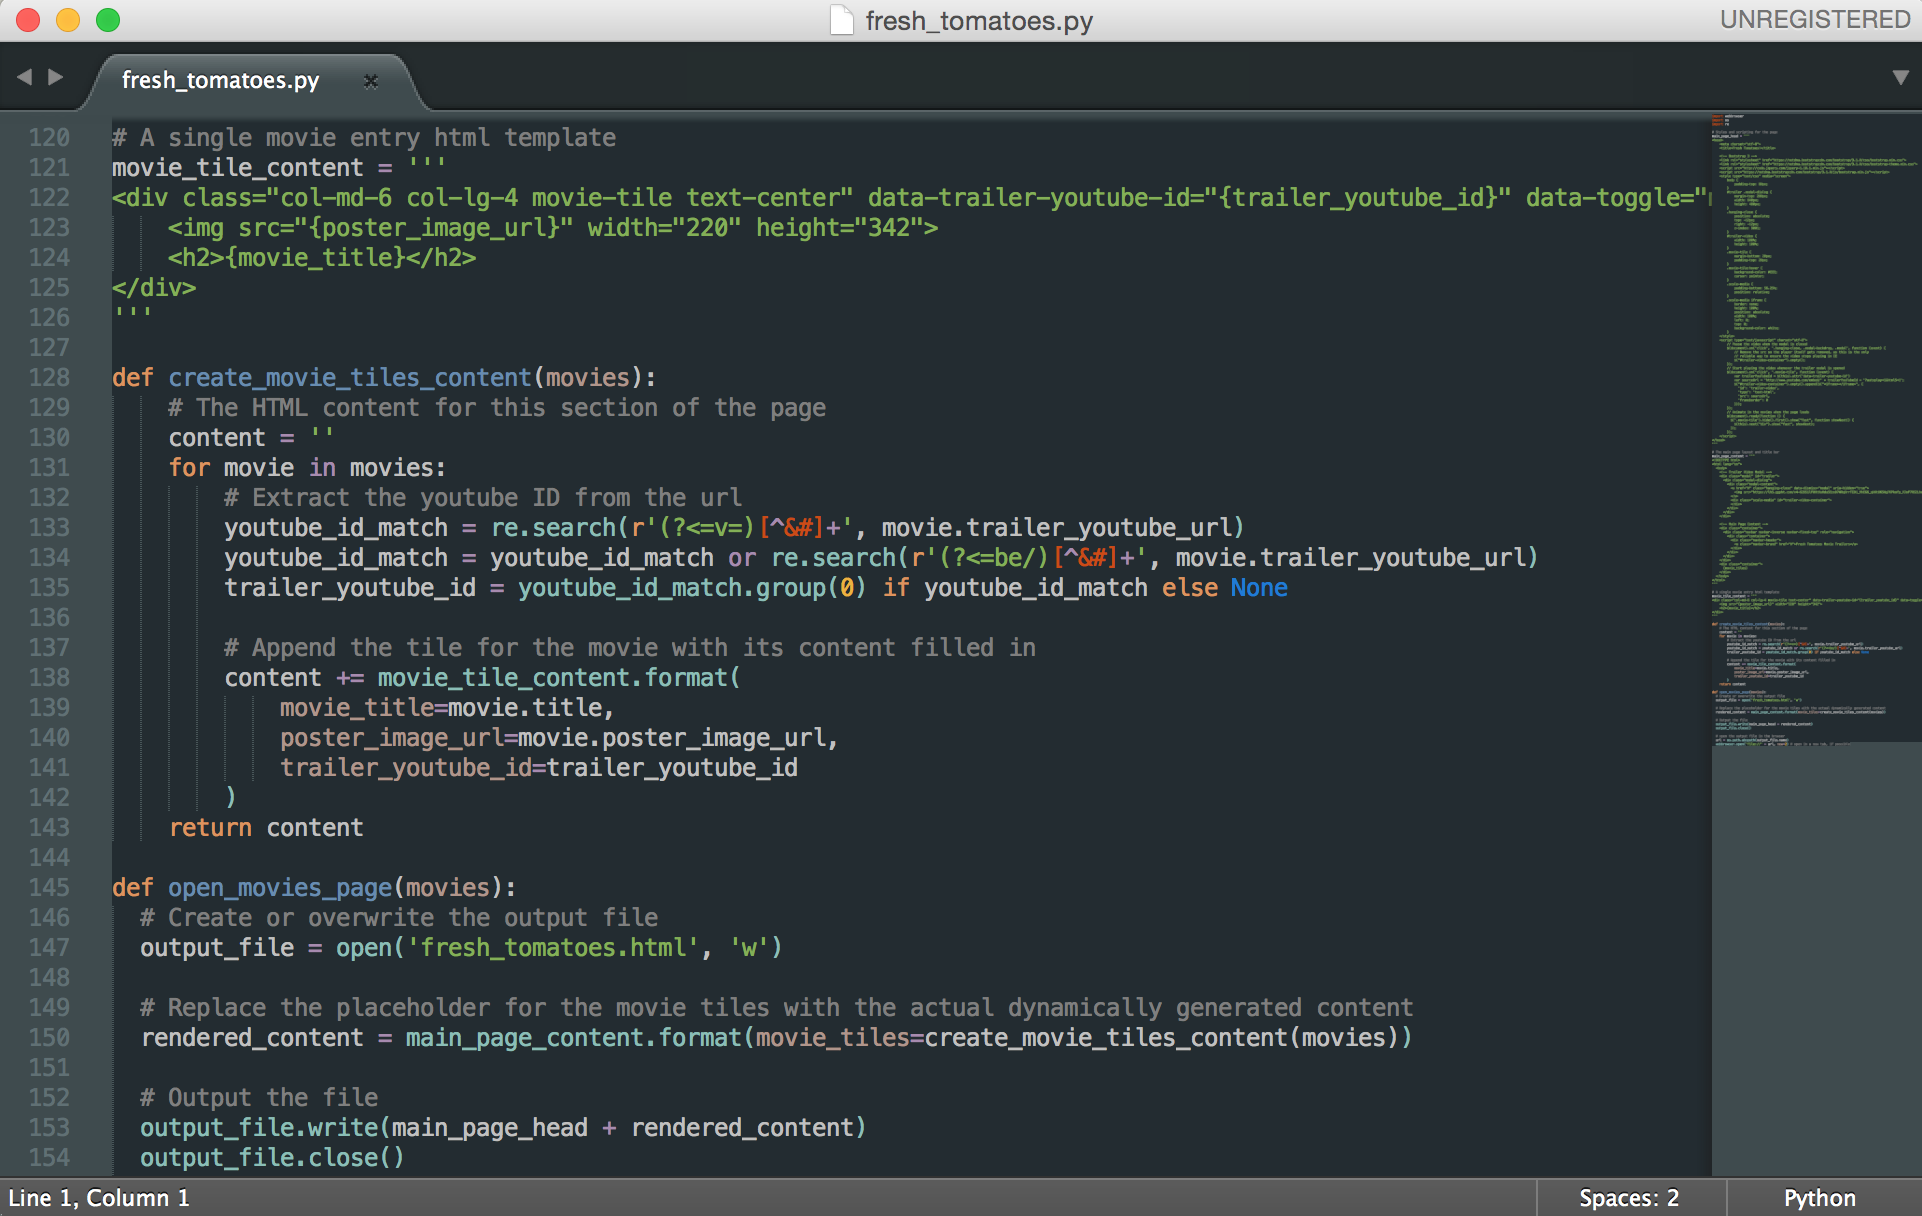 fresh_tomatoes.py
UNREGISTERED
fresh_tomatoes.py
120 # A single movie entry html template
121 movie_tile_content = '''
122 <div class="col-md-6 col-lg-4 movie-tile text-center" data-trailer-youtube-id="{trailer_youtube_id}" data-toggle="
123     <img src="{poster_image_url}" width="220" height="342">
124     <h2>{movie_title}</h2>
125 </div>
126 '''
127
128 def create_movie_tiles_content(movies):
129     # The HTML content for this section of the page
130     content = ''
131     for movie in movies:
132         # Extract the youtube ID from the url
133         youtube_id_match = re.search(r'(?<=v=)[^&#]+', movie.trailer_youtube_url)
134         youtube_id_match = youtube_id_match or re.search(r'(?<=be/)[^&#]+', movie.trailer_youtube_url)
135         trailer_youtube_id = youtube_id_match.group(0) if youtube_id_match else None
136
137         # Append the tile for the movie with its content filled in
138         content += movie_tile_content.format(
139             movie_title=movie.title,
140             poster_image_url=movie.poster_image_url,
141             trailer_youtube_id=trailer_youtube_id
142         )
143     return content
144
145 def open_movies_page(movies):
146   # Create or overwrite the output file
147   output_file = open('fresh_tomatoes.html', 'w')
148
149   # Replace the placeholder for the movie tiles with the actual dynamically generated content
150   rendered_content = main_page_content.format(movie_tiles=create_movie_tiles_content(movies))
151
152   # Output the file
153   output_file.write(main_page_head + rendered_content)
154   output_file.close()
Line 1, Column 1
Spaces: 2
Python